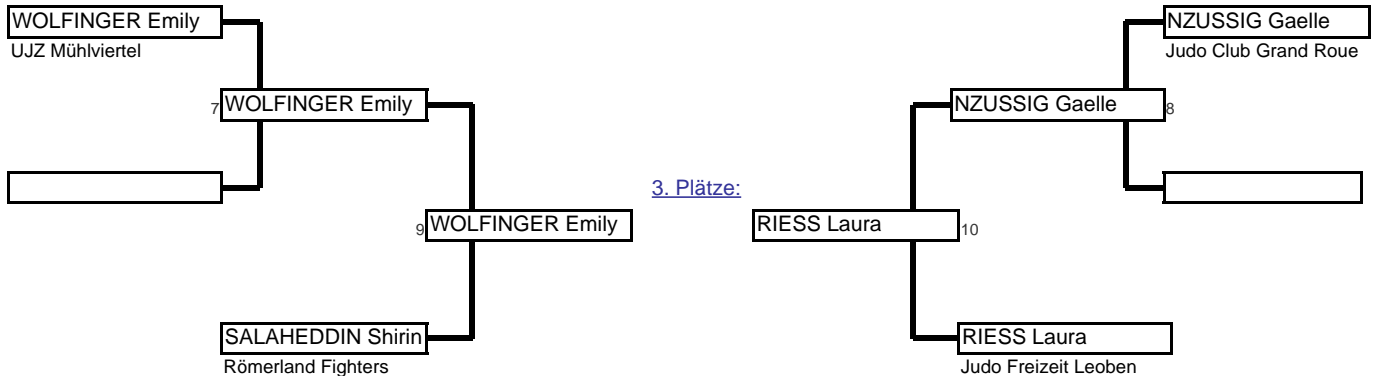 WOLFINGER Emily
UJZ Mühlviertel
7 WOLFINGER Emily
9 WOLFINGER Emily
SALAHEDDIN Shirin
Römerland Fighters
3. Plätze:
NZUSSIG Gaelle
Judo Club Grand Roue
NZUSSIG Gaelle 8
RIESS Laura 10
RIESS Laura
Judo Freizeit Leoben